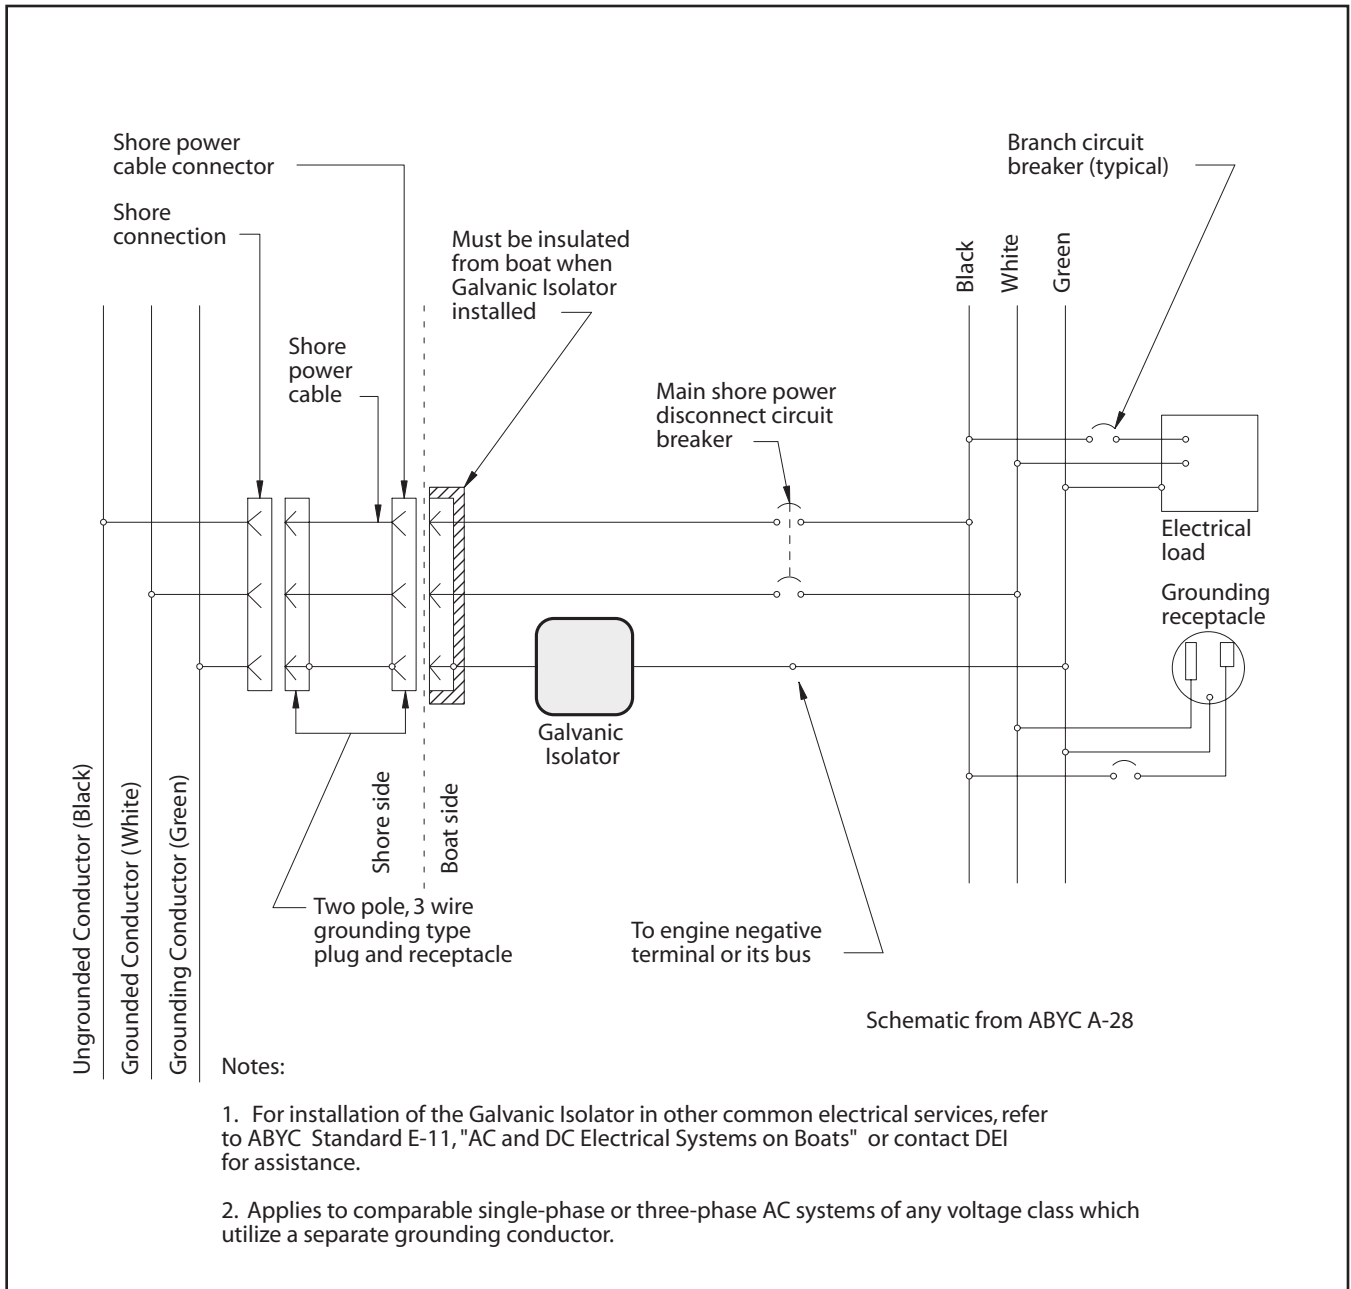 Shore power
cable connector
Shore
connection
Must be insulated
from boat when
Galvanic Isolator
installed
Shore
power
cable
Main shore power
disconnect circuit
breaker
Branch circuit
breaker (typical)
Black
White
Green
Electrical
load
Grounding
receptacle
Galvanic
Isolator
Ungrounded Conductor (Black)
Grounded Conductor (White)
Grounding Conductor (Green)
Shore side
Boat side
Two pole, 3 wire
grounding type
plug and receptacle
To engine negative
terminal or its bus
Schematic from ABYC A-28
Notes:
1. For installation of the Galvanic Isolator in other common electrical services, refer
to ABYC Standard E-11, "AC and DC Electrical Systems on Boats" or contact DEI
for assistance.
2. Applies to comparable single-phase or three-phase AC systems of any voltage class which
utilize a separate grounding conductor.